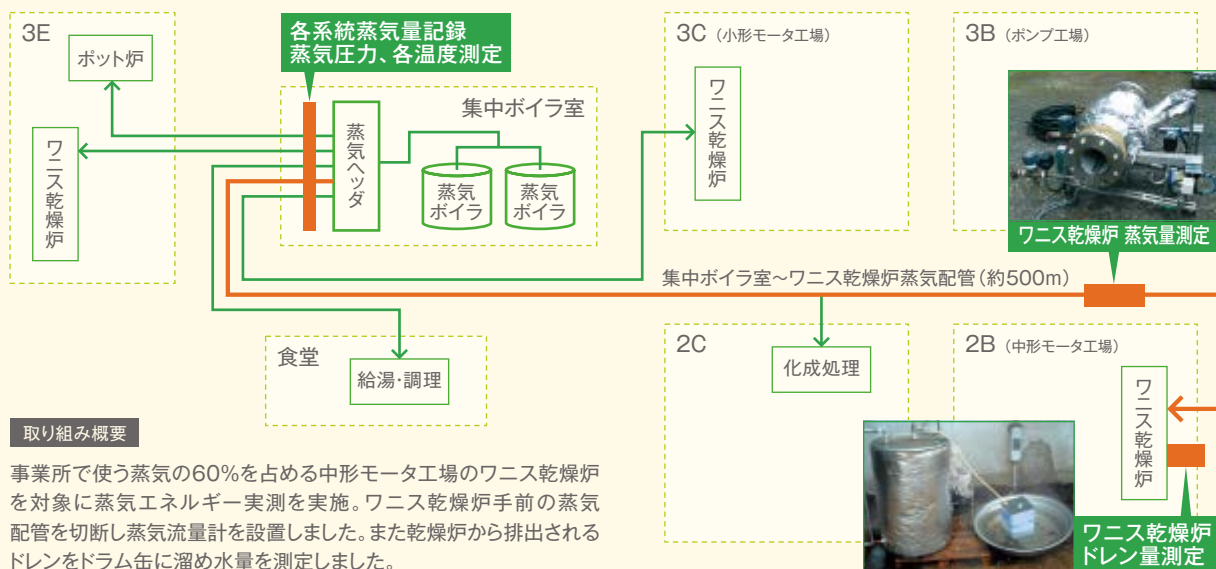 3E
ポット炉
ワニス乾燥炉
各系統蒸気量記録
蒸気圧力、各温度測定
集中ボイラ室
蒸気ヘッダ
蒸気
ボイラ
蒸気
ボイラ
3C（小形モータ工場）
ワニス乾燥炉
3B（ポンプ工場）
ワニス乾燥炉 蒸気量測定
集中ボイラ室～ワニス乾燥炉蒸気配管（約500m）
食堂
給湯・調理
2C
化成処理
2B（中形モータ工場）
ワニス乾燥炉
ワニス乾燥炉
ドレン量測定
取り組み概要
事業所で使う蒸気の60%を占める中形モータ工場のワニス乾燥炉
を対象に蒸気エネルギー実測を実施。ワニス乾燥炉手前の蒸気
配管を切断し蒸気流量計を設置しました。また乾燥炉から排出される
ドレンをドラム缶に溜め水量を測定しました。